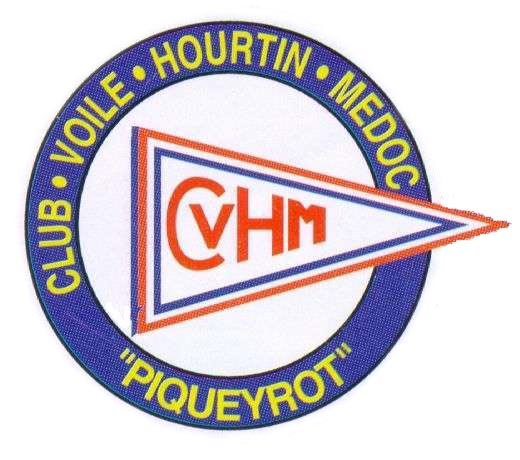 CLUB • VOILE • HOURTIN • MEDOC
CVHM
"PIQUEYROT"